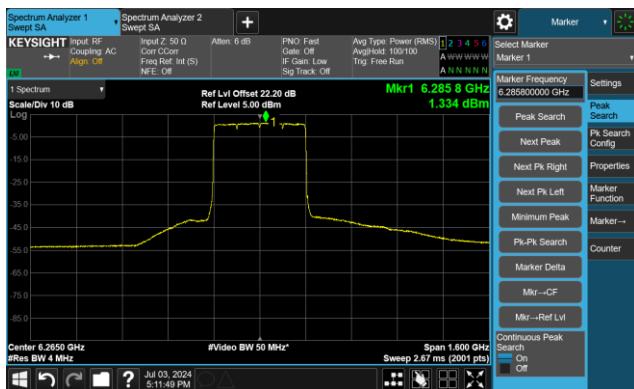 Spectrum Analyzer 1
Swept SA
Spectrum Analyzer 2
Swept SA
+
Marker
KEYSIGHT
Input: RF
Coupling: AC
Align: Off
Input Z: 50 Ω
Corr CCorr
Freq Ref: Int (S)
NFE: Off
Atten: 6 dB
PNO: Fast
Gate: Off
IF Gain: Low
Sig Track: Off
Avg Type: Power (RMS)
Avg|Hold: 100/100
Trig: Free Run
1 2 3 4 5 6
A W W W W W
A N N N N N
LXI
Select Marker
Marker 1
1 Spectrum
Scale/Div 10 dB
Log
Ref Lvl Offset 22.20 dB
Ref Level 5.00 dBm
Mkr1 6.285 8 GHz
1.334 dBm
1
-5.00
-15.0
-25.0
-35.0
-45.0
-55.0
-65.0
-75.0
-85.0
Center 6.2650 GHz
#Res BW 4 MHz
#Video BW 50 MHz*
Span 1.600 GHz
Sweep 2.67 ms (2001 pts)
Marker Frequency
6.285800000 GHz
Peak Search
Next Peak
Next Pk Right
Next Pk Left
Minimum Peak
Pk-Pk Search
Marker Delta
Mkr→CF
Mkr→Ref Lvl
Continuous Peak
Search
On
Off
Settings
Peak
Search
Pk Search
Config
Properties
Marker
Function
Marker→
Counter
?
Jul 03, 2024
5:11:49 PM